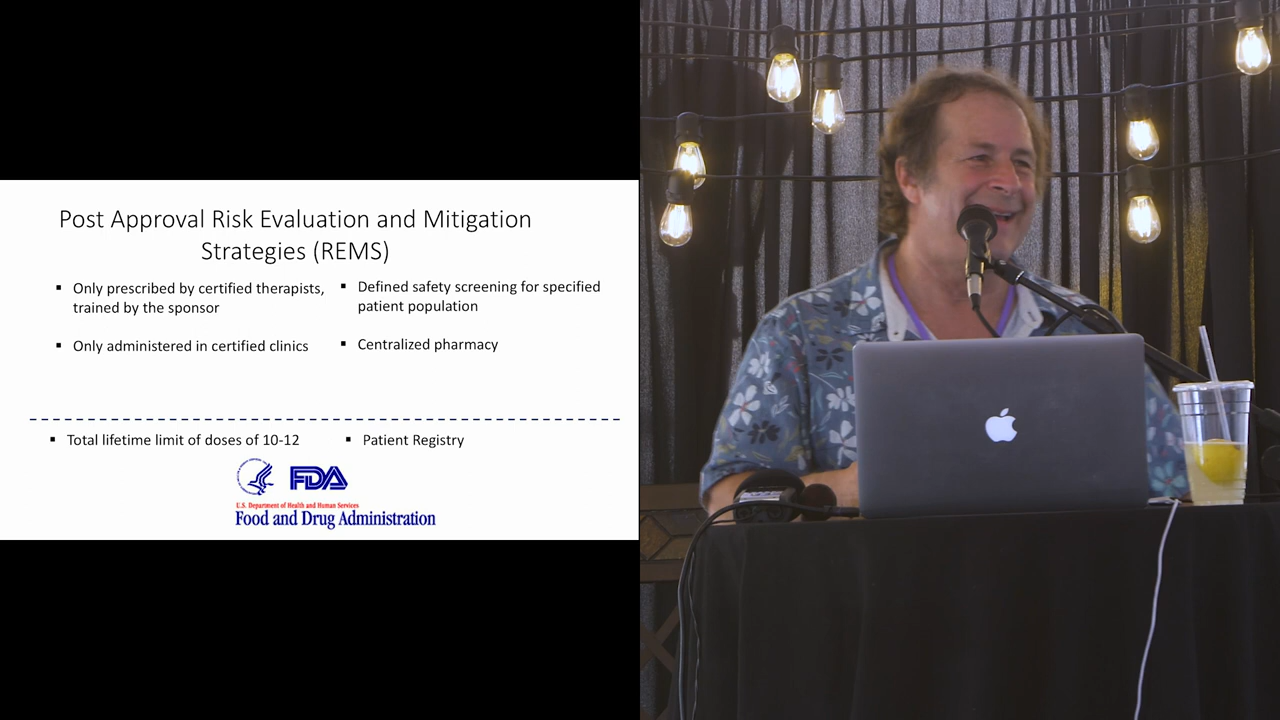 Post Approval Risk Evaluation and Mitigation
Strategies (REMS)
▪ Only prescribed by certified therapists,
trained by the sponsor
▪ Only administered in certified clinics
▪ Defined safety screening for specified
patient population
▪ Centralized pharmacy
▪ Total lifetime limit of doses of 10-12
▪ Patient Registry
FDA
U.S. Department of Health and Human Services
Food and Drug Administration